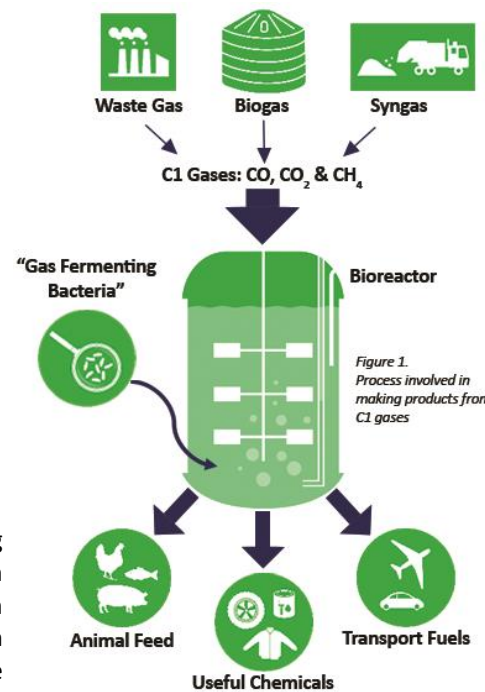 Waste Gas Biogas Syngas
C1 Gases: CO, CO₂ & CH₄
"Gas Fermenting
Bacteria"
Bioreactor
Figure 1.
Process involved in
making products from
C1 gases
Animal Feed
Useful Chemicals
Transport Fuels